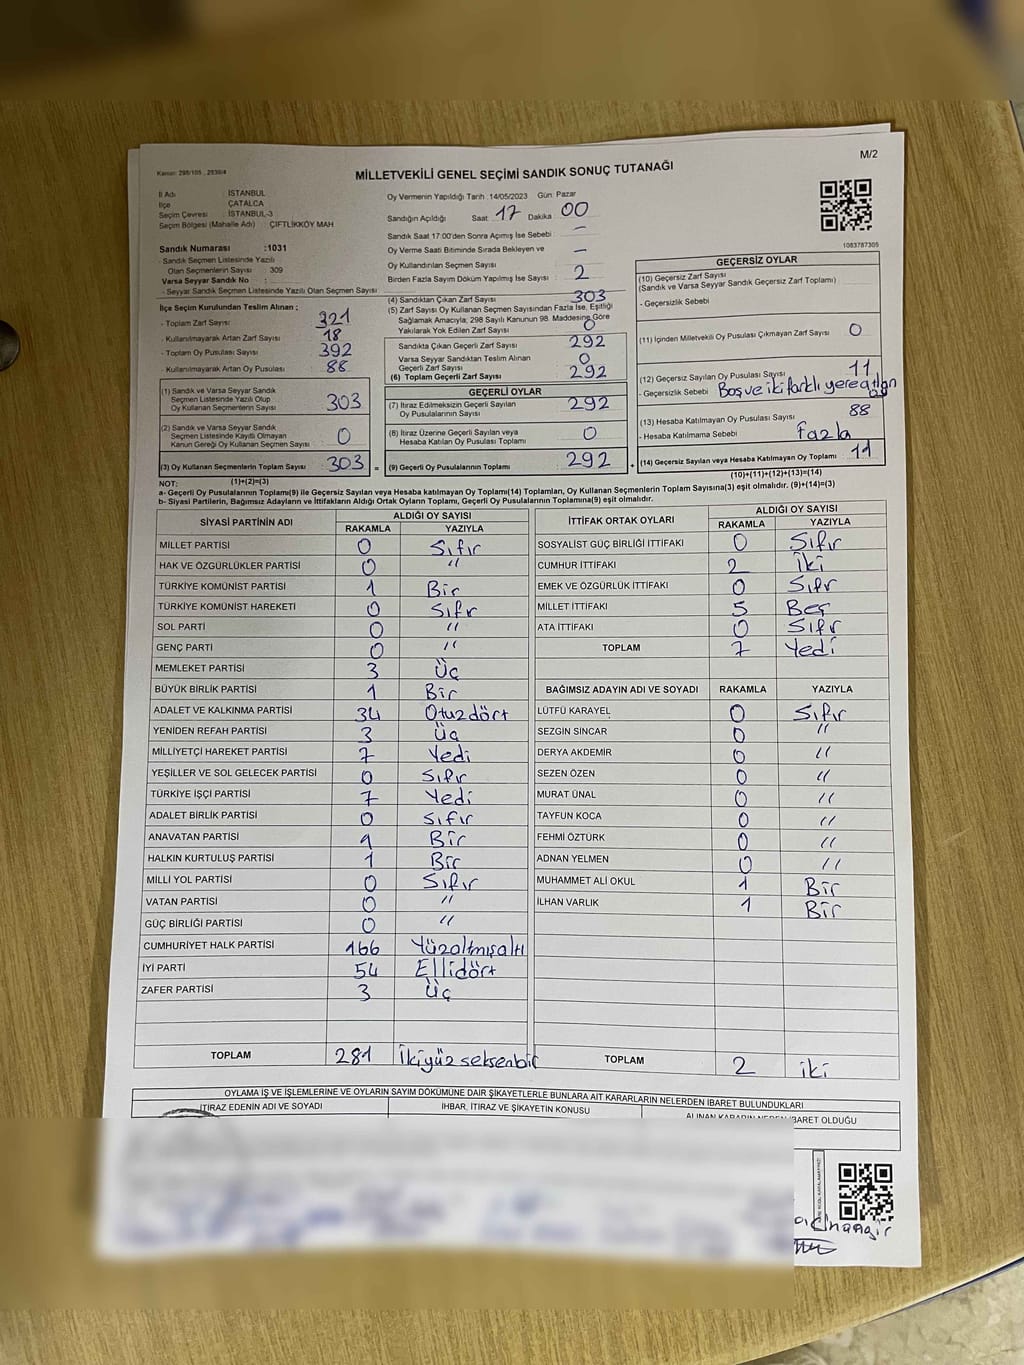 M/2
Kanun: 298/105 , 2839/4
MİLLETVEKİLİ GENEL SEÇİMİ SANDIK SONUÇ TUTANAĞI
İl Adı : İSTANBUL
İlçe : ÇATALCA
Seçim Çevresi : İSTANBUL-3
Seçim Bölgesi (Mahalle Adı) : ÇİFTLİKKÖY MAH
Sandık Numarası :1031
- Sandık Seçmen Listesinde Yazılı
Olan Seçmenlerin Sayısı : 309
Varsa Seyyar Sandık No :
- Seyyar Sandık Seçmen Listesinde Yazılı Olan Seçmen Sayısı:
Oy Vermenin Yapıldığı Tarih :14/05/2023 Gün: Pazar
Sandığın Açıldığı Saat :17 Dakika :00
Sandık Saat 17:00'den Sonra Açılmış İse Sebebi : –
Oy Verme Saati Bitiminde Sırada Bekleyen ve –
Oy Kullandırılan Seçmen Sayısı :
Birden Fazla Sayım Döküm Yapılmış İse Sayısı : 2
1083787305
İlçe Seçim Kurulundan Teslim Alınan ;
- Toplam Zarf Sayısı : 321
- Kullanılmayarak Artan Zarf Sayısı : 18
- Toplam Oy Pusulası Sayısı : 392
- Kullanılmayarak Artan Oy Pusulası : 88
(1) Sandık ve Varsa Seyyar Sandık
Seçmen Listesinde Yazılı Olup
Oy Kullanan Seçmenlerin Sayısı : 303
(2) Sandık ve Varsa Seyyar Sandık
Seçmen Listesinde Kayıtlı Olmayan
Kanun Gereği Oy Kullanan Seçmen Sayısı : 0
(3) Oy Kullanan Seçmenlerin Toplam Sayısı : 303 =
(4) Sandıktan Çıkan Zarf Sayısı : 303
(5) Zarf Sayısı Oy Kullanan Seçmen Sayısından Fazla İse, Eşitliği
Sağlamak Amacıyla; 298 Sayılı Kanunun 98. Maddesine Göre
Yakılarak Yok Edilen Zarf Sayısı : 0
Sandıkta Çıkan Geçerli Zarf Sayısı : 292
Varsa Seyyar Sandıktan Teslim Alınan
Geçerli Zarf Sayısı : 0
(6) Toplam Geçerli Zarf Sayısı : 292
GEÇERLİ OYLAR
(7) İtiraz Edilmeksizin Geçerli Sayılan
Oy Pusulalarının Sayısı : 292
(8) İtiraz Üzerine Geçerli Sayılan veya
Hesaba Katılan Oy Pusulası Toplamı : 0
(9) Geçerli Oy Pusulalarının Toplamı : 292 +
GEÇERSİZ OYLAR
(10) Geçersiz Zarf Sayısı :
(Sandık ve Varsa Seyyar Sandık Geçersiz Zarf Toplamı)
- Geçersizlik Sebebi :
(11) İçinden Milletvekili Oy Pusulası Çıkmayan Zarf Sayısı : 0
(12) Geçersiz Sayılan Oy Pusulası Sayısı : 11
- Geçersizlik Sebebi : Boş ve iki farklı yere atılan
oy
(13) Hesaba Katılmayan Oy Pusulası Sayısı : 88
- Hesaba Katılmama Sebebi : Fazla
(14) Geçersiz Sayılan veya Hesaba Katılmayan Oy Toplamı : 11
NOT: (1)+(2)=(3) (10)+(11)+(12)+(13)=(14)
a- Geçerli Oy Pusulalarının Toplamı(9) ile Geçersiz Sayılan veya Hesaba katılmayan Oy Toplamı(14) Toplamları, Oy Kullanan Seçmenlerin Toplam Sayısına(3) eşit olmalıdır. (9)+(14)=(3)
b- Siyasi Partilerin, Bağımsız Adayların ve İttifakların Aldığı Ortak Oyların Toplamı, Geçerli Oy Pusulalarının Toplamına(9) eşit olmalıdır.
SİYASİ PARTİNİN ADI ALDIĞI OY SAYISI
RAKAMLA YAZIYLA
MİLLET PARTİSİ 0 Sıfır
HAK VE ÖZGÜRLÜKLER PARTİSİ 0 "
TÜRKİYE KOMÜNİST PARTİSİ 1 Bir
TÜRKİYE KOMÜNİST HAREKETİ 0 Sıfr
SOL PARTİ 0 "
GENÇ PARTİ 0 "
MEMLEKET PARTİSİ 3 Üç
BÜYÜK BİRLİK PARTİSİ 1 Bir
ADALET VE KALKINMA PARTİSİ 34 Otuzdört
YENİDEN REFAH PARTİSİ 3 Üç
MİLLİYETÇİ HAREKET PARTİSİ 7 Yedi
YEŞİLLER VE SOL GELECEK PARTİSİ 0 Sıfır
TÜRKİYE İŞÇİ PARTİSİ 7 Yedi
ADALET BİRLİK PARTİSİ 0 Sıfır
ANAVATAN PARTİSİ 1 Bir
HALKIN KURTULUŞ PARTİSİ 1 Bir
MİLLİ YOL PARTİSİ 0 Sıfır
VATAN PARTİSİ 0 "
GÜÇ BİRLİĞİ PARTİSİ 0 "
CUMHURİYET HALK PARTİSİ 166 Yüzaltmışaltı
İYİ PARTİ 54 Ellidört
ZAFER PARTİSİ 3 Üç
TOPLAM 281 İkiyüz seksenbir
İTTİFAK ORTAK OYLARI ALDIĞI OY SAYISI
RAKAMLA YAZIYLA
SOSYALİST GÜÇ BİRLİĞİ İTTİFAKI 0 Sıfır
CUMHUR İTTİFAKI 2 İki
EMEK VE ÖZGÜRLÜK İTTİFAKI 0 Sıfr
MİLLET İTTİFAKI 5 Beş
ATA İTTİFAKI 0 Sıfr
TOPLAM 7 Yedi
BAĞIMSIZ ADAYIN ADI VE SOYADI RAKAMLA YAZIYLA
LÜTFÜ KARAYEL 0 Sıfır
SEZGİN SİNCAR 0 "
DERYA AKDEMİR 0 "
SEZEN ÖZEN 0 "
MURAT ÜNAL 0 "
TAYFUN KOCA 0 "
FEHMİ ÖZTÜRK 0 "
ADNAN YELMEN 0 "
MUHAMMET ALİ OKUL 1 Bir
İLHAN VARLIK 1 Bir
TOPLAM 2 iki
OYLAMA İŞ VE İŞLEMLERİNE VE OYLARIN SAYIM DÖKÜMÜNE DAİR ŞİKAYETLERLE BUNLARA AİT KARARLARIN NELERDEN İBARET BULUNDUKLARI
İTİRAZ EDENİN ADI VE SOYADI İHBAR, İTİRAZ VE ŞİKAYETİN KONUSU ALINAN KARARIN NEDEN İBARET OLDUĞU